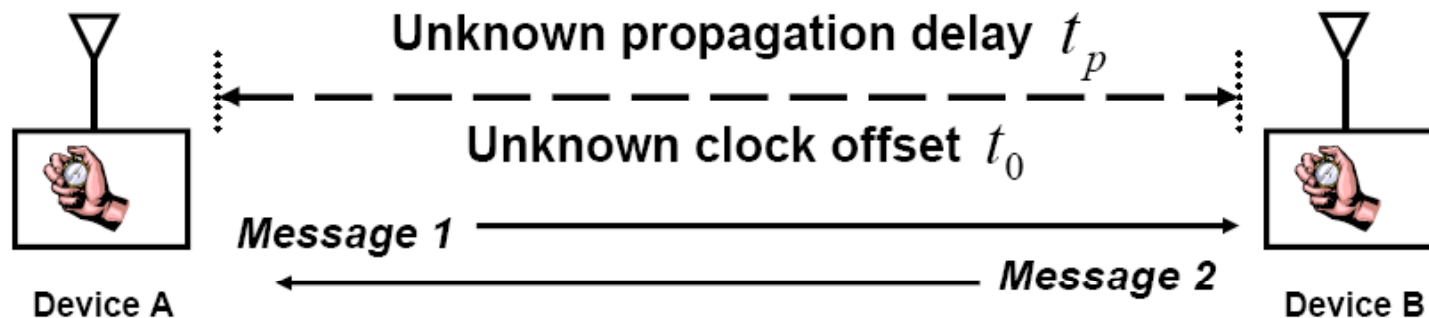 Unknown propagation delay t_p
Unknown clock offset t_0
Message 1
Message 2
Device A
Device B